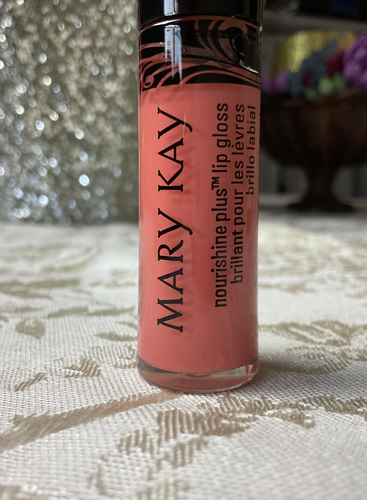 MARY KAY
nourishine plus™ lip gloss
brillant pour les lèvres
brillo labial